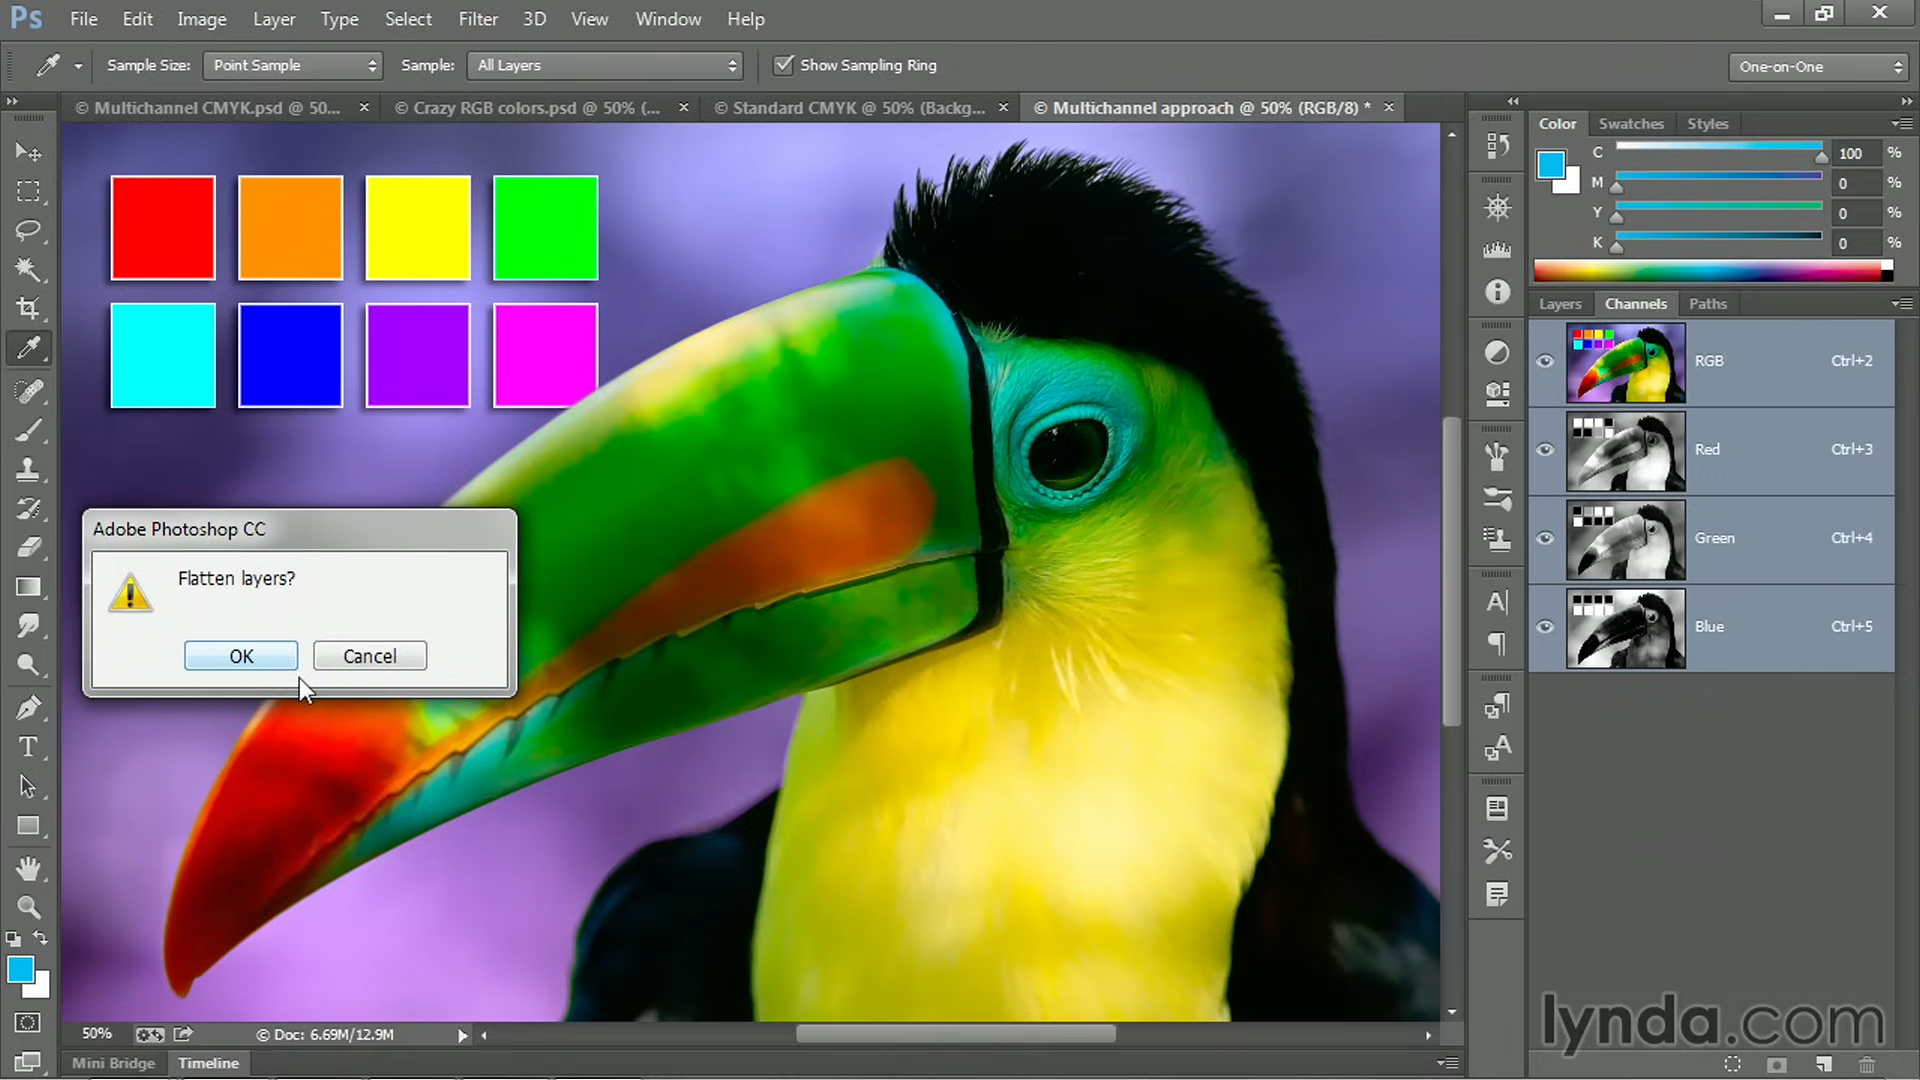 Ps File Edit Image Layer Type Select Filter 3D View Window Help
Sample Size: Point Sample Sample: All Layers Show Sampling Ring One-on-One
© Multichannel CMYK.psd @ 50... × © Crazy RGB colors.psd @ 50% (... × © Standard CMYK @ 50% (Backg... × © Multichannel approach @ 50% (RGB/8) * ×
Color Swatches Styles
C 100 %
M 0 %
Y 0 %
K 0 %
Layers Channels Paths
RGB Ctrl+2
Red Ctrl+3
Green Ctrl+4
Blue Ctrl+5
Adobe Photoshop CC
Flatten layers?
OK Cancel
50% © Doc: 6.69M/12.9M
Mini Bridge Timeline
lynda.com